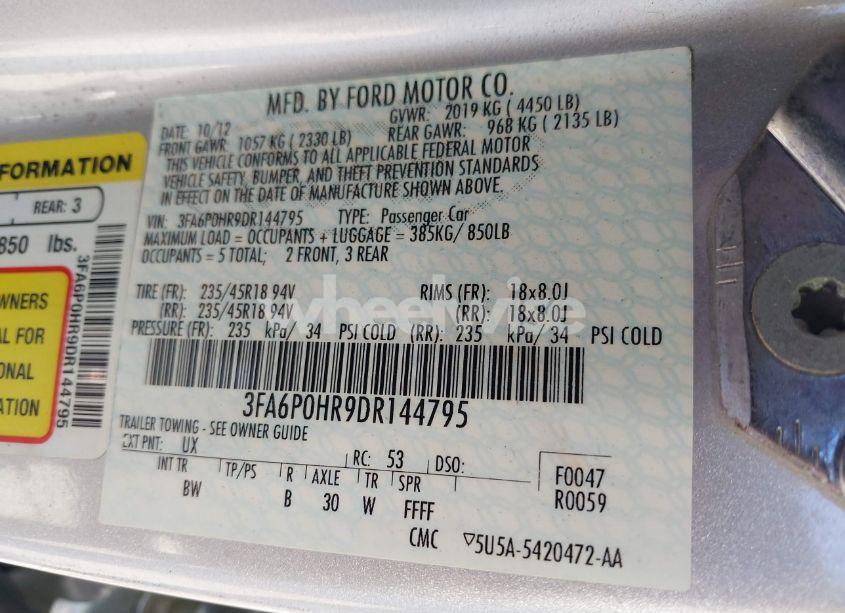 MFD. BY FORD MOTOR CO.
DATE: 10/12 GVWR: 2019 KG ( 4450 LB)
FRONT GAWR: 1057 KG ( 2330 LB) REAR GAWR: 968 KG ( 2135 LB)
THIS VEHICLE CONFORMS TO ALL APPLICABLE FEDERAL MOTOR
VEHICLE SAFETY, BUMPER, AND THEFT PREVENTION STANDARDS
IN EFFECT ON THE DATE OF MANUFACTURE SHOWN ABOVE.
VIN: 3FA6P0HR9DR144795 TYPE: Passenger Car
MAXIMUM LOAD = OCCUPANTS + LUGGAGE = 385KG/ 850LB
OCCUPANTS = 5 TOTAL; 2 FRONT, 3 REAR
TIRE (FR): 235/45R18 94V RIMS (FR): 18x8.0J
(RR): 235/45R18 94V (RR): 18x8.0J
PRESSURE (FR): 235 kPa/ 34 PSI COLD (RR): 235 kPa/ 34 PSI COLD
3FA6P0HR9DR144795
TRAILER TOWING - SEE OWNER GUIDE
EXT PNT: UX RC: 53 DSO: F0047
INT TR TP/PS R AXLE TR SPR R0059
BW B 30 W FFFF
CMC ▽5U5A-5420472-AA
FORMATION
REAR: 3
850 lbs.
3FA6P0HR9DR144795
WNERS
AL FOR
ONAL
ATION
wheelwise